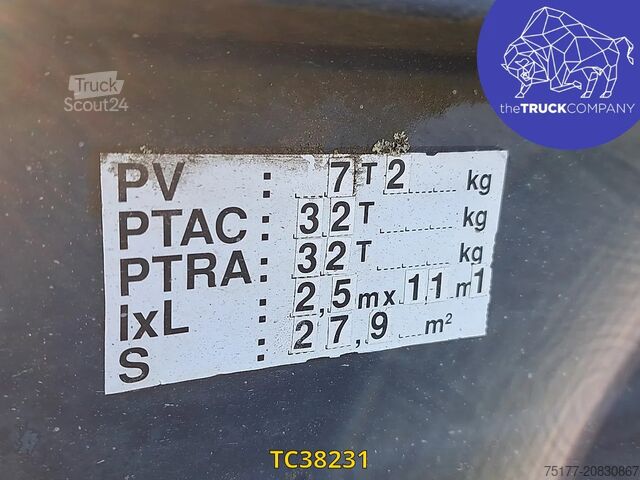 Truck
Scout24
theTRUCKCOMPANY
PV : 7T2 kg
PTAC : 32T kg
PTRA : 32T kg
ixL : 2,5mx11m1
S : 27,9 m²
TC38231
75177-20830867